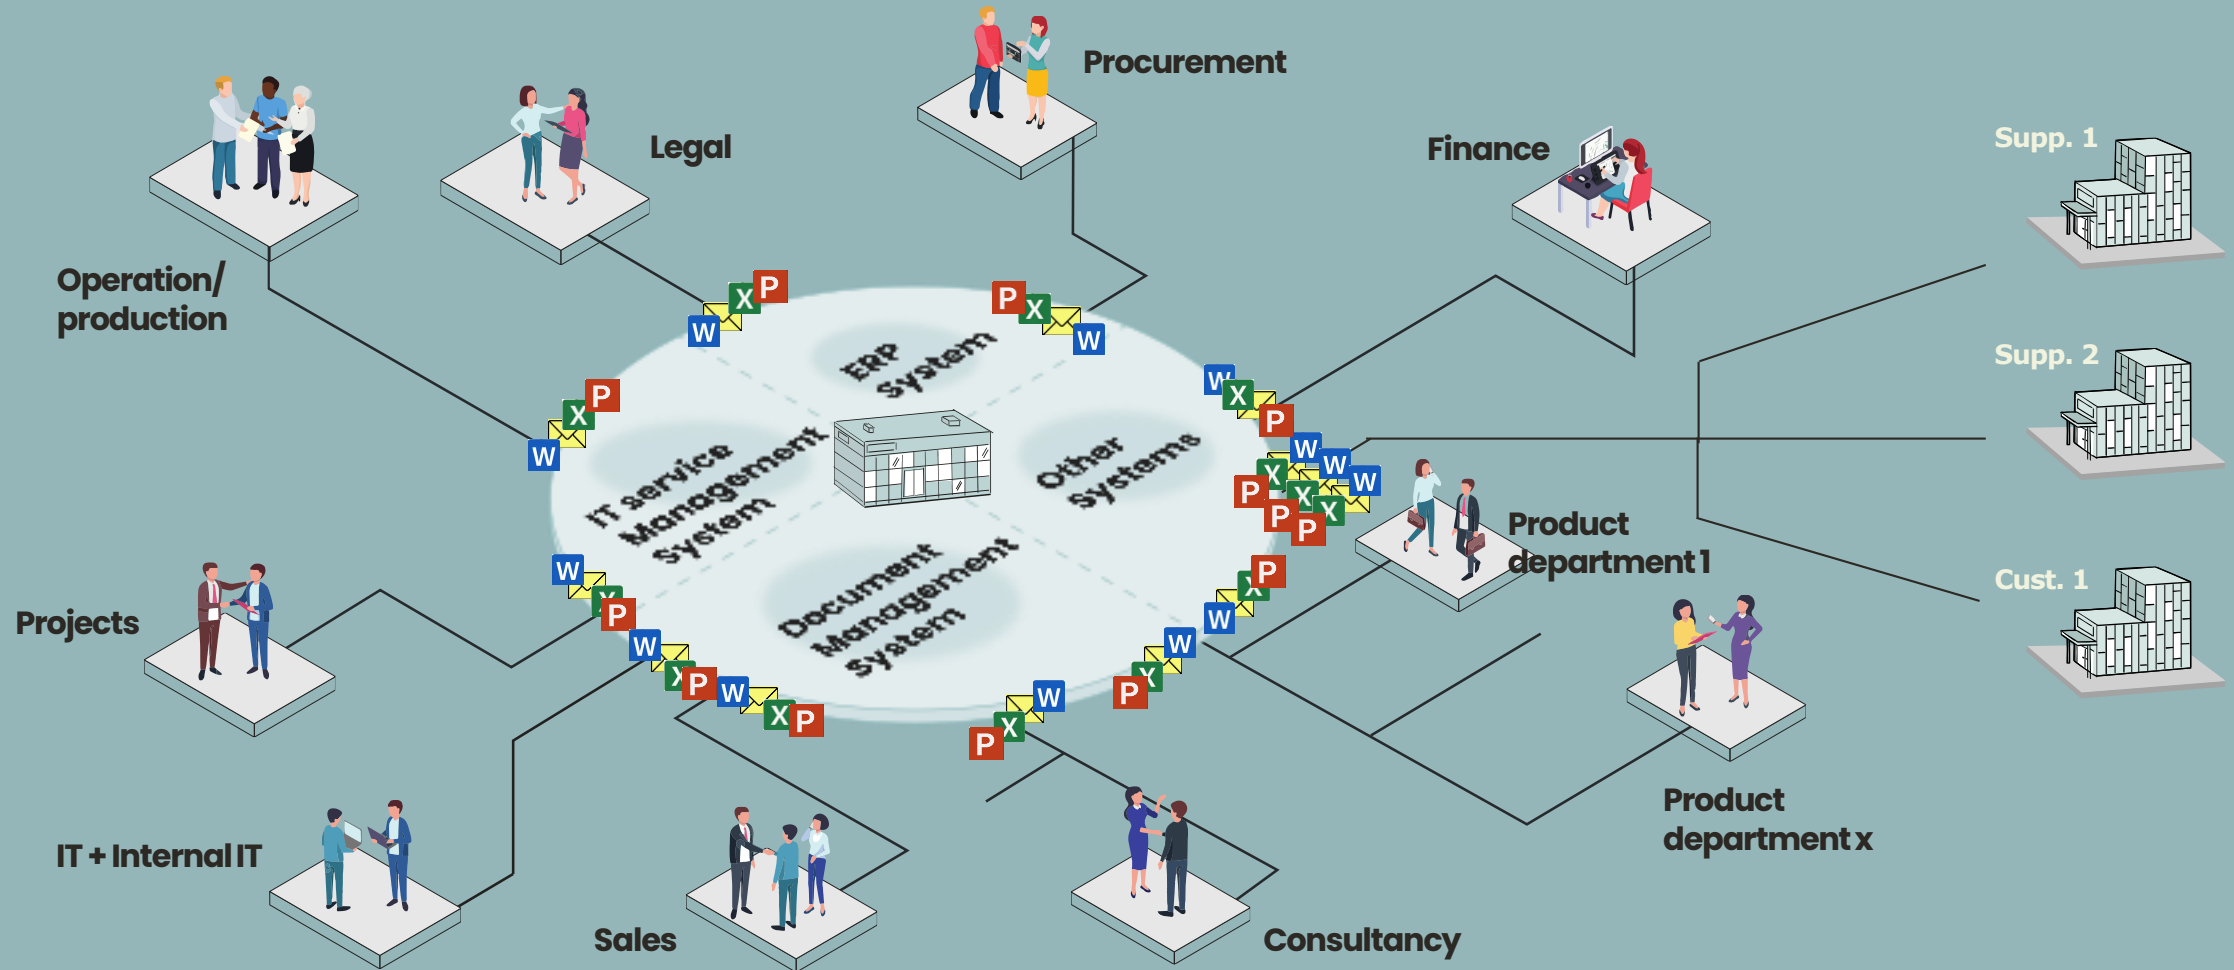 Procurement
Legal
Finance
Supp. 1
Operation/
production
Supp. 2
ERP
System
IT service
Management
System
Other
Systems
Document
Management
System
Product
department 1
Cust. 1
Projects
Product
department x
IT + Internal IT
Sales
Consultancy
P
X
W
P
X
W
P
X
W
W
X
P
W
W
W
X
X
X
P
P
P
W
X
P
P
X
W
W
X
P
W
X
P
W
X
P
W
X
P
W
X
P